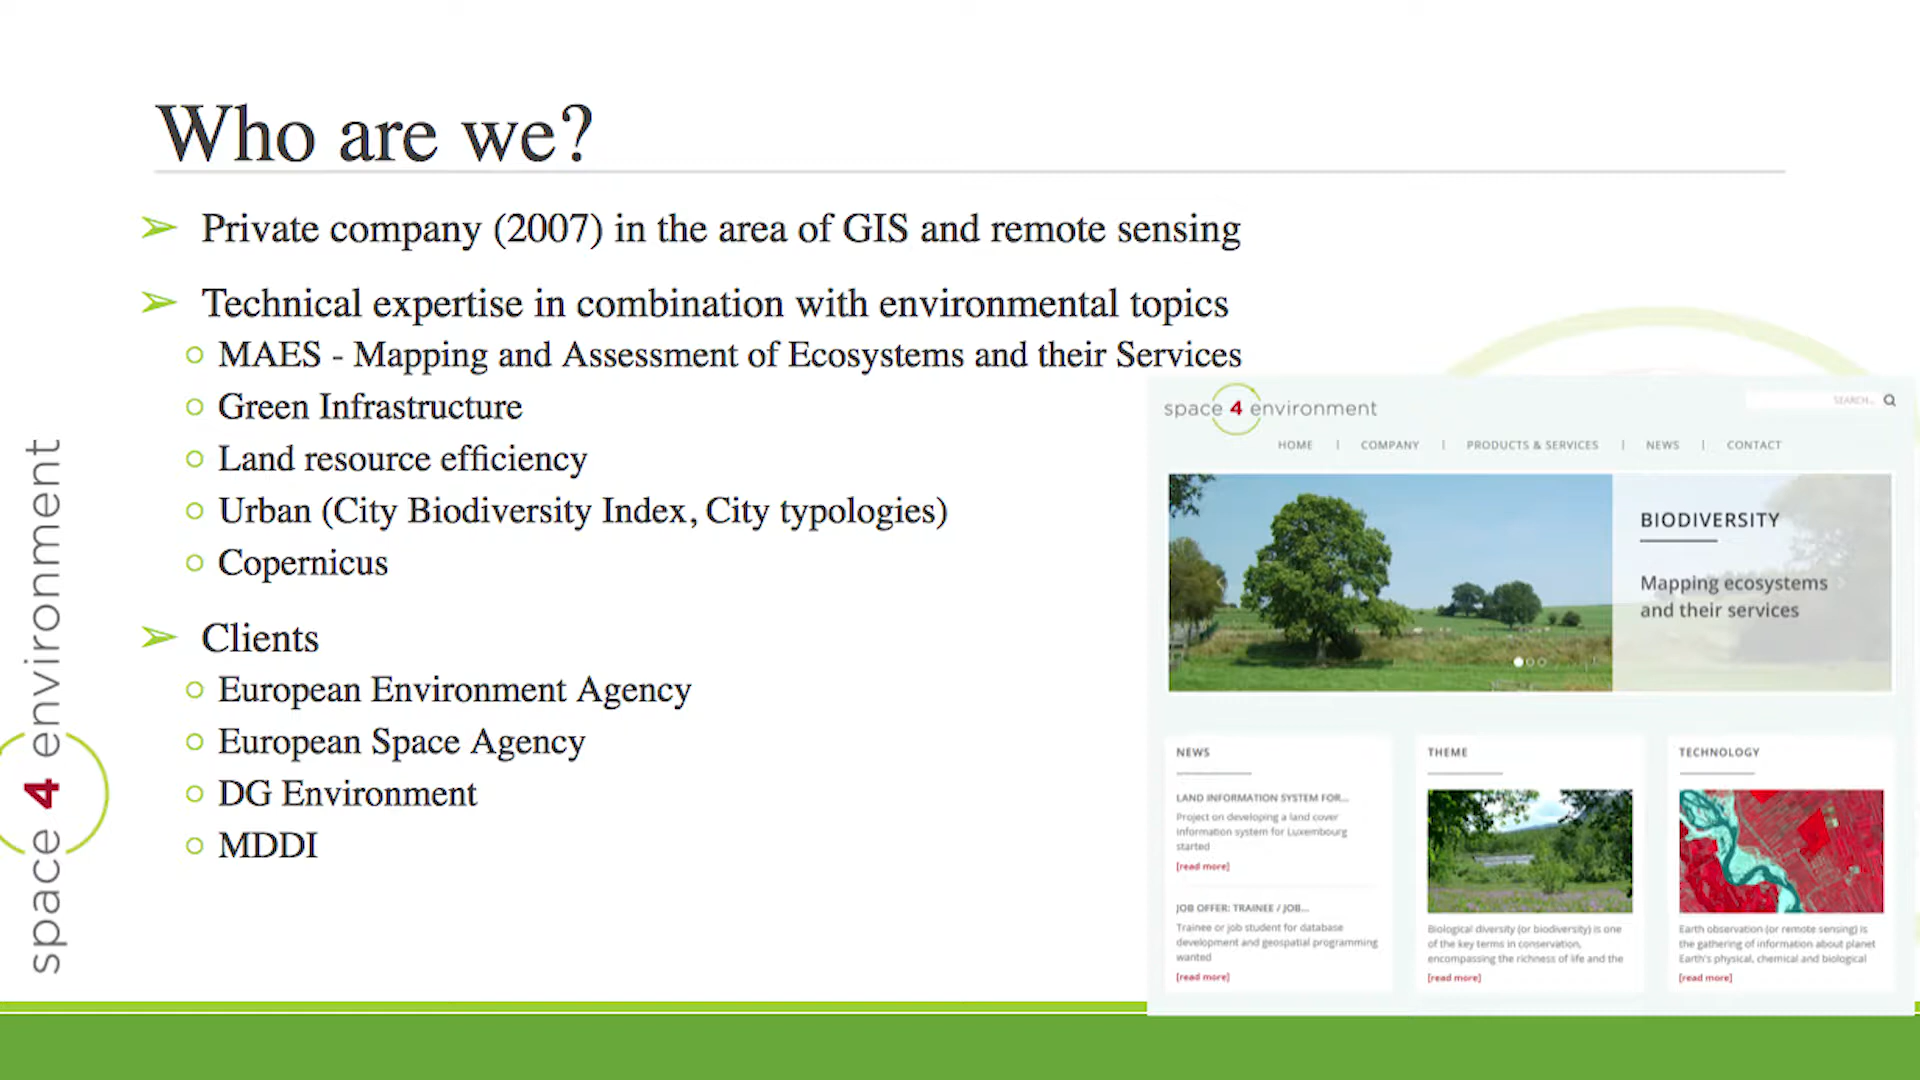 Who are we?
Private company (2007) in the area of GIS and remote sensing
Technical expertise in combination with environmental topics
MAES - Mapping and Assessment of Ecosystems and their Services
Green Infrastructure
Land resource efficiency
Urban (City Biodiversity Index, City typologies)
Copernicus
Clients
European Environment Agency
European Space Agency
DG Environment
MDDI
space 4 environment
space 4 environment
SEARCH...
HOME | COMPANY | PRODUCTS & SERVICES | NEWS | CONTACT
BIODIVERSITY
Mapping ecosystems
and their services
NEWS
LAND INFORMATION SYSTEM FOR...
Project on developing a land cover
information system for Luxembourg
started
[read more]
JOB OFFER: TRAINEE / JOB...
Trainee or job student for database
development and geospatial programming
wanted
[read more]
THEME
Biological diversity (or biodiversity) is one
of the key terms in conservation,
encompassing the richness of life and the
[read more]
TECHNOLOGY
Earth observation (or remote sensing) is
the gathering of information about planet
Earth's physical, chemical and biological
[read more]